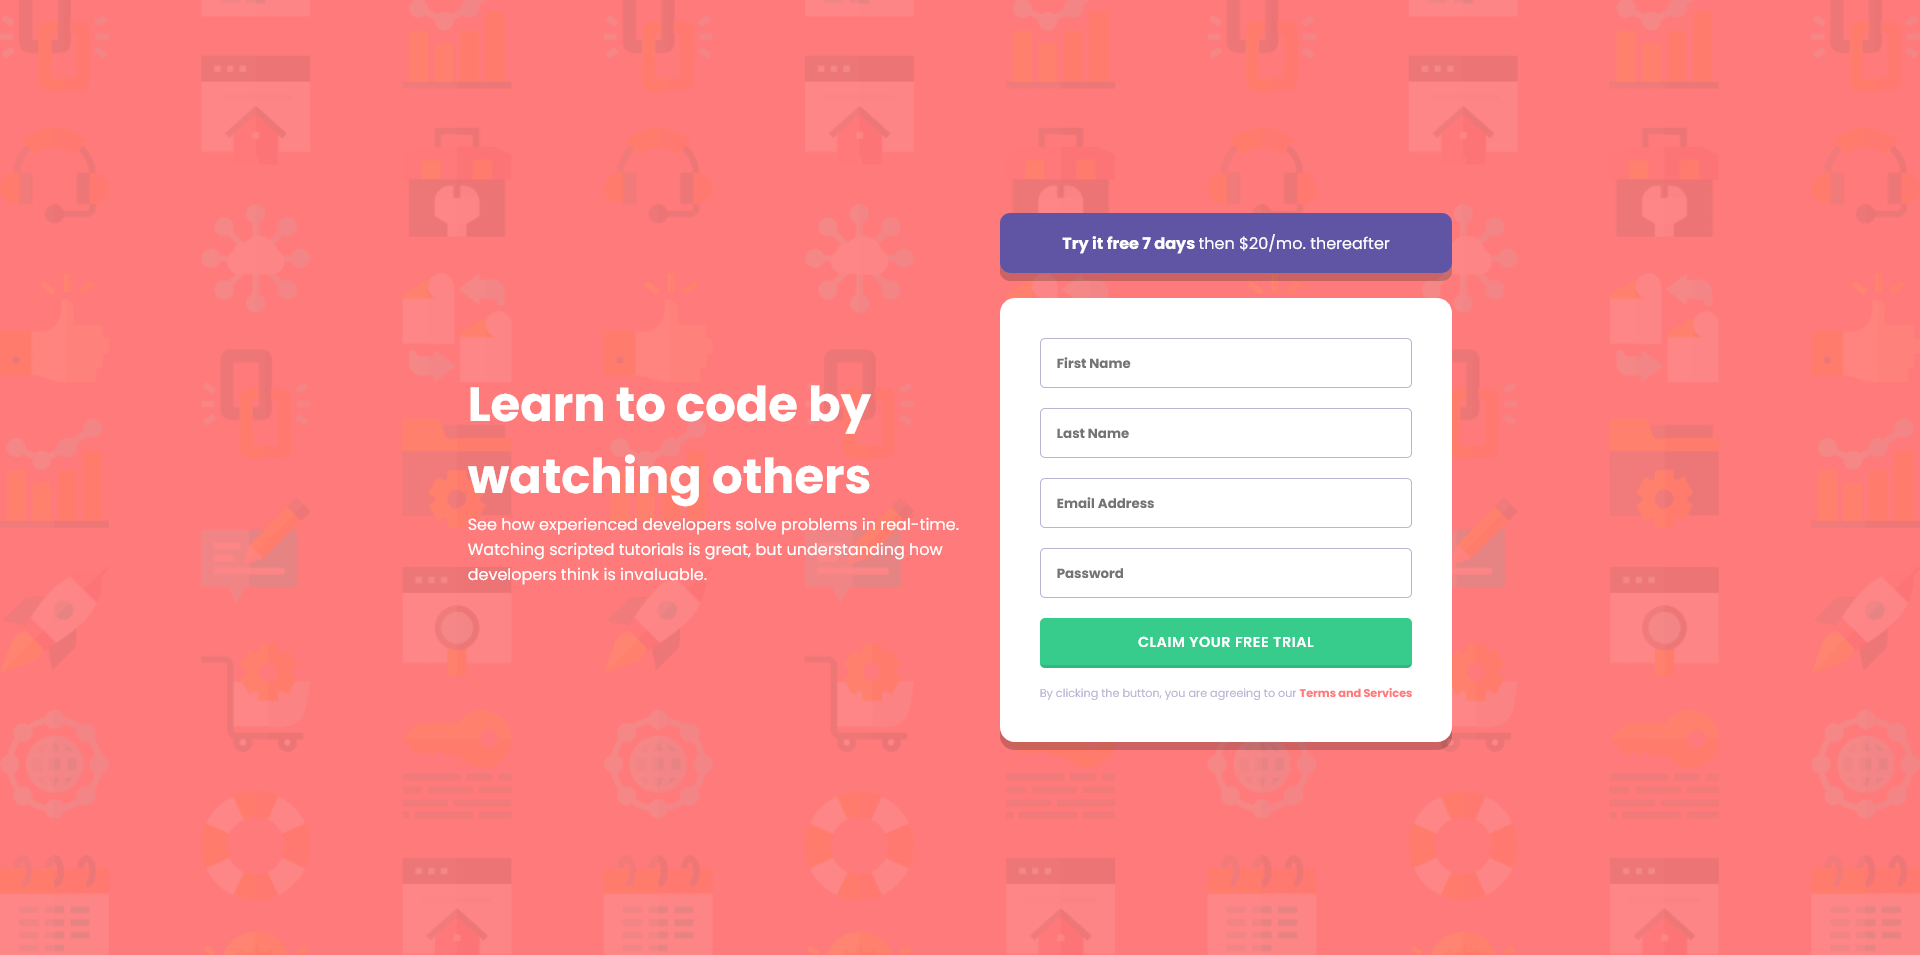 Learn to code by
watching others
See how experienced developers solve problems in real-time.
Watching scripted tutorials is great, but understanding how
developers think is invaluable.
Try it free 7 days then $20/mo. thereafter
First Name
Last Name
Email Address
Password
CLAIM YOUR FREE TRIAL
By clicking the button, you are agreeing to our Terms and Services